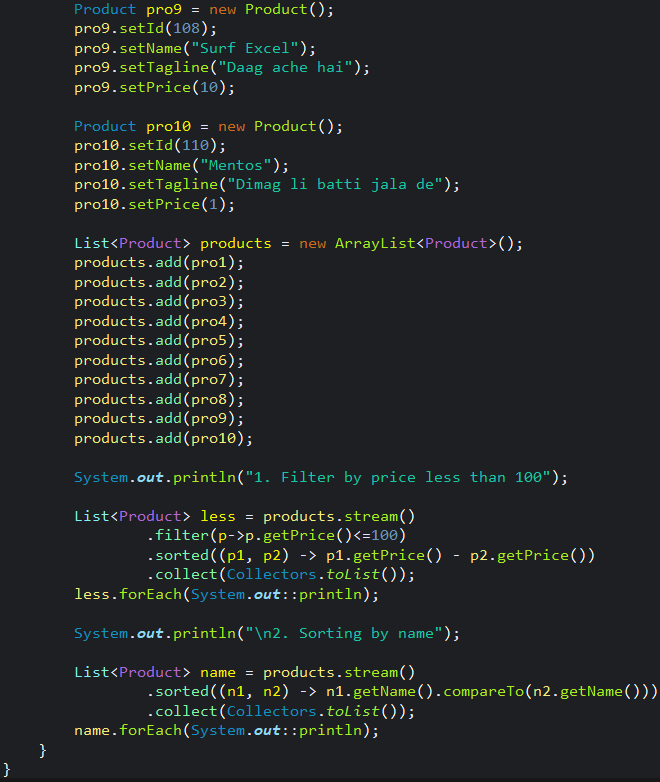 Product pro9 = new Product();
pro9.setId(108);
pro9.setName("Surf Excel");
pro9.setTagline("Daag ache hai");
pro9.setPrice(10);
Product pro10 = new Product();
pro10.setId(110);
pro10.setName("Mentos");
pro10.setTagline("Dimag li batti jala de");
pro10.setPrice(1);
List<Product> products = new ArrayList<Product>();
products.add(pro1);
products.add(pro2);
products.add(pro3);
products.add(pro4);
products.add(pro5);
products.add(pro6);
products.add(pro7);
products.add(pro8);
products.add(pro9);
products.add(pro10);
System.out.println("1. Filter by price less than 100");
List<Product> less = products.stream()
.filter(p->p.getPrice()<=100)
.sorted((p1, p2) -> p1.getPrice() - p2.getPrice())
.collect(Collectors.toList());
less.forEach(System.out::println);
System.out.println("\n2. Sorting by name");
List<Product> name = products.stream()
.sorted((n1, n2) -> n1.getName().compareTo(n2.getName()))
.collect(Collectors.toList());
name.forEach(System.out::println);
}
}